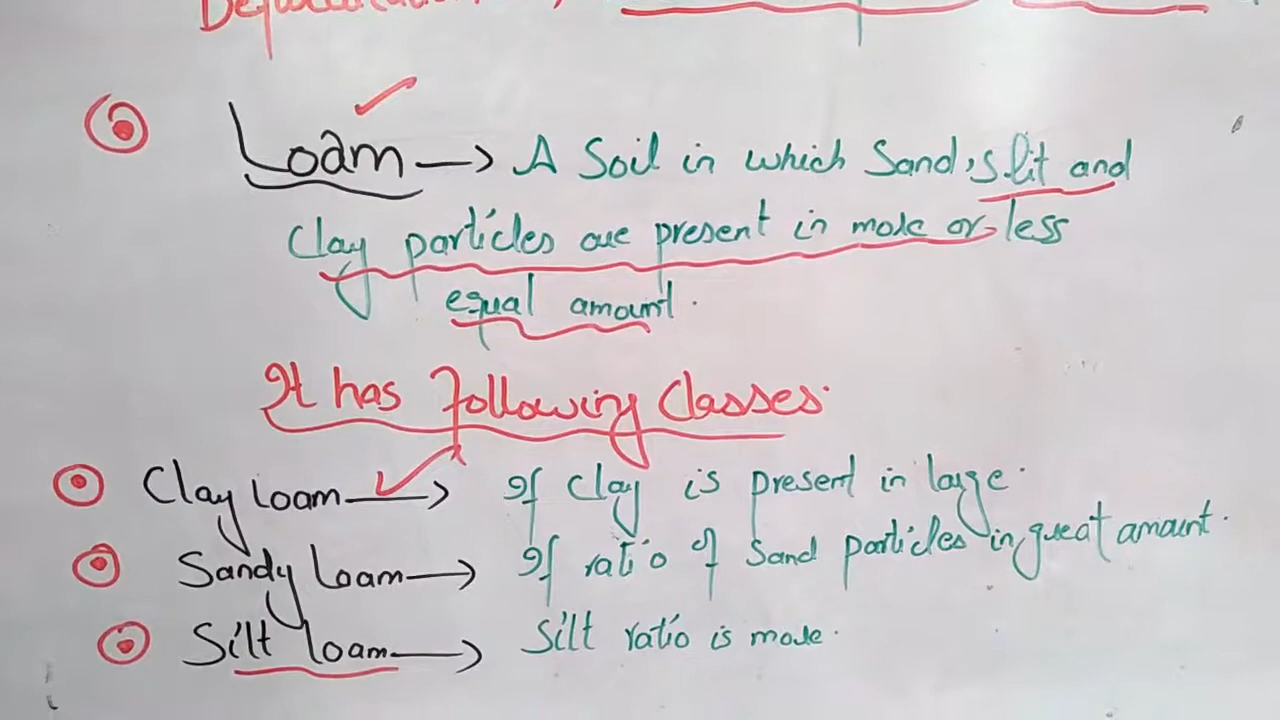 Loam → A Soil in which Sand, Slit and
Clay particles are present in more or less
equal amount.
It has Following Classes.
Clay Loam → If Clay is present in large.
Sandy Loam → If ratio of Sand particles in great amount.
Silt loam → Silt ratio is more.